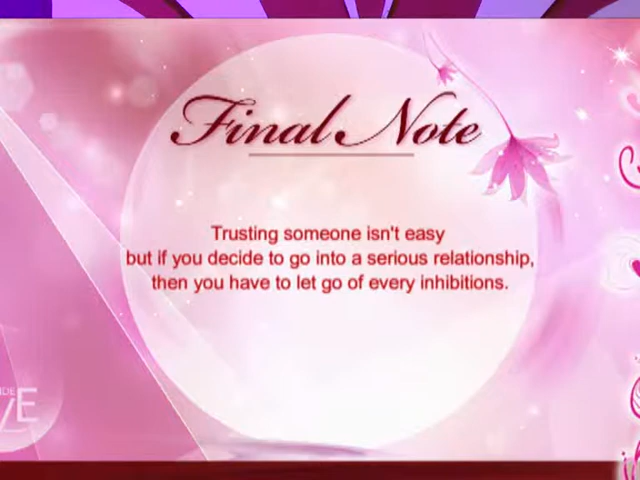 Final Note
Trusting someone isn't easy
but if you decide to go into a serious relationship,
then you have to let go of every inhibitions.